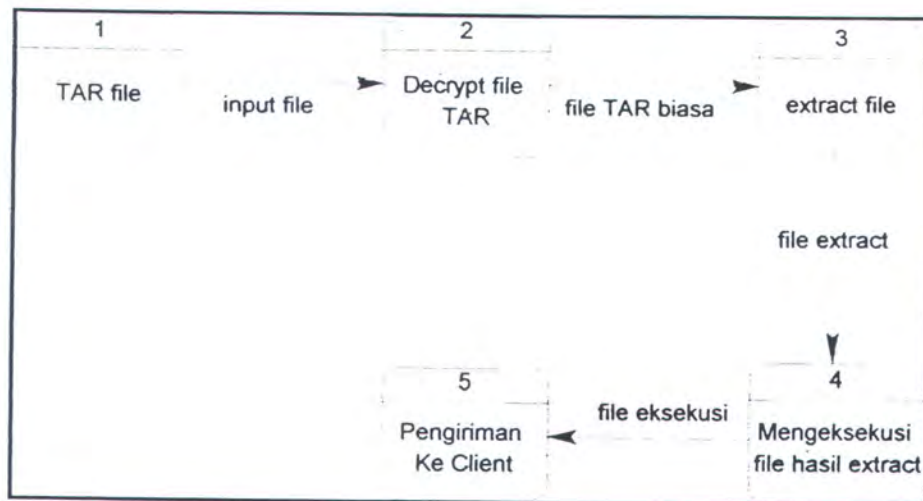 1
TAR file
input file
2
Decrypt file
TAR
file TAR biasa
3
extract file
file extract
4
Mengeksekusi
file hasil extract
file eksekusi
5
Pengiriman
Ke Client